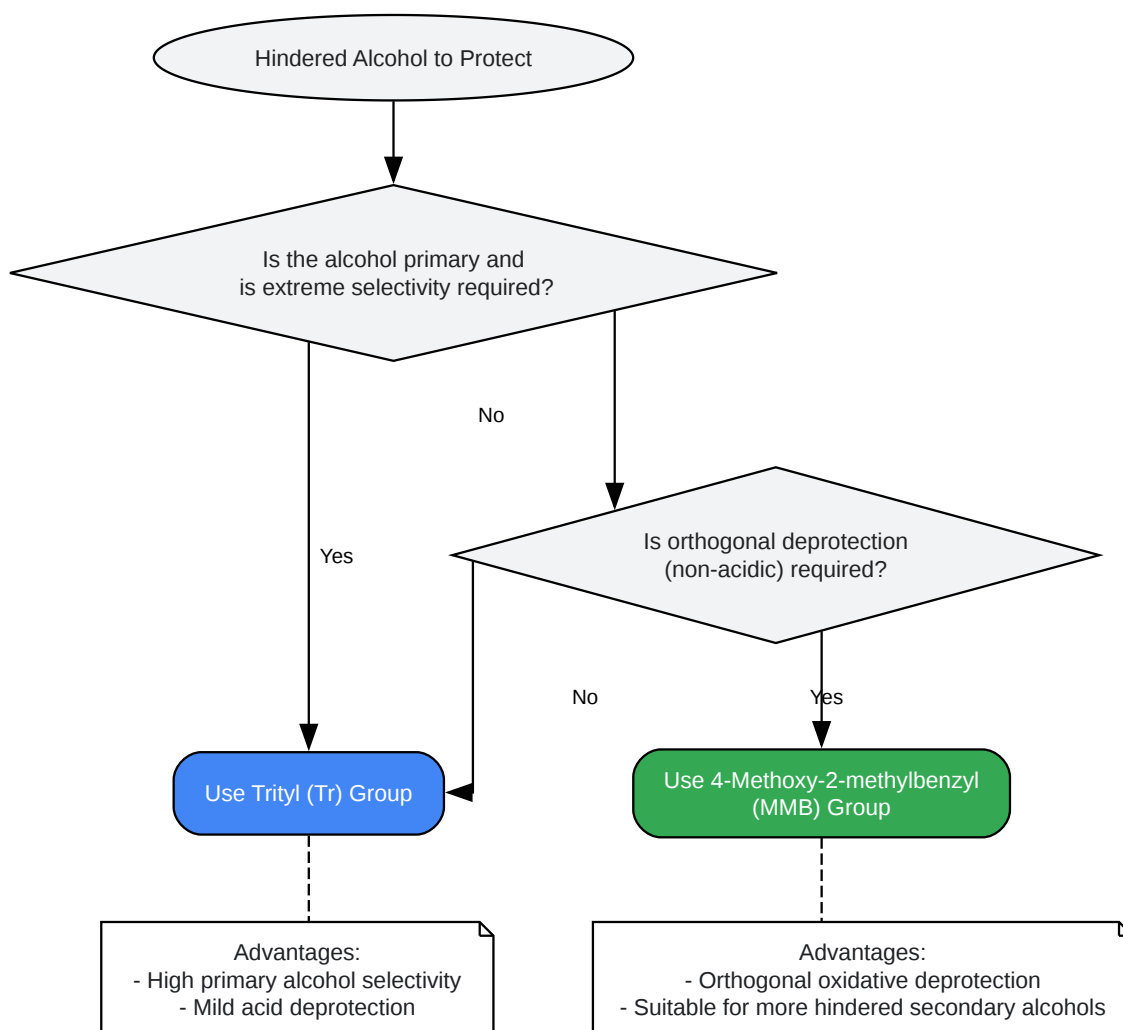 Hindered Alcohol to Protect
Is the alcohol primary and
is extreme selectivity required?
No
Yes
Is orthogonal deprotection
(non-acidic) required?
No
Yes
Use Trityl (Tr) Group
Use 4-Methoxy-2-methylbenzyl
(MMB) Group
Advantages:
- High primary alcohol selectivity
- Mild acid deprotection
Advantages:
- Orthogonal oxidative deprotection
- Suitable for more hindered secondary alcohols